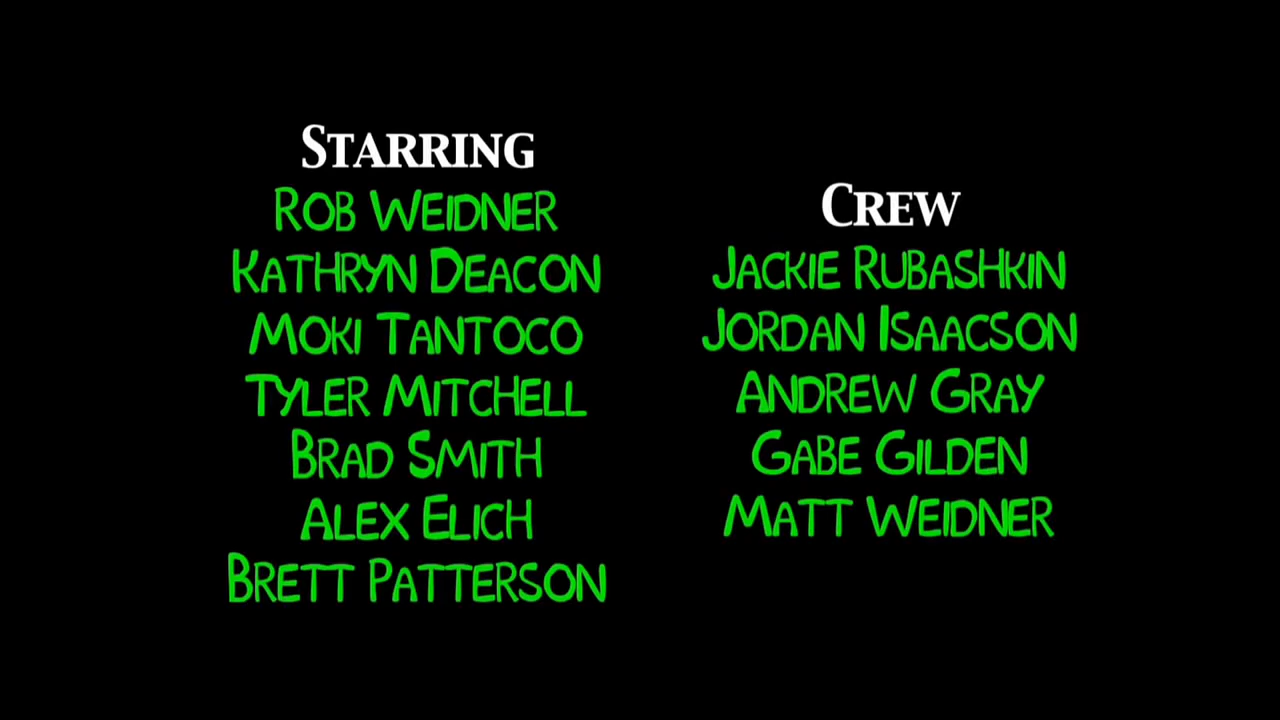 Starring
Rob Weidner
Kathryn Deacon
Moki Tantoco
Tyler Mitchell
Brad Smith
Alex Elich
Brett Patterson
Crew
Jackie Rubashkin
Jordan Isaacson
Andrew Gray
Gabe Gilden
Matt Weidner